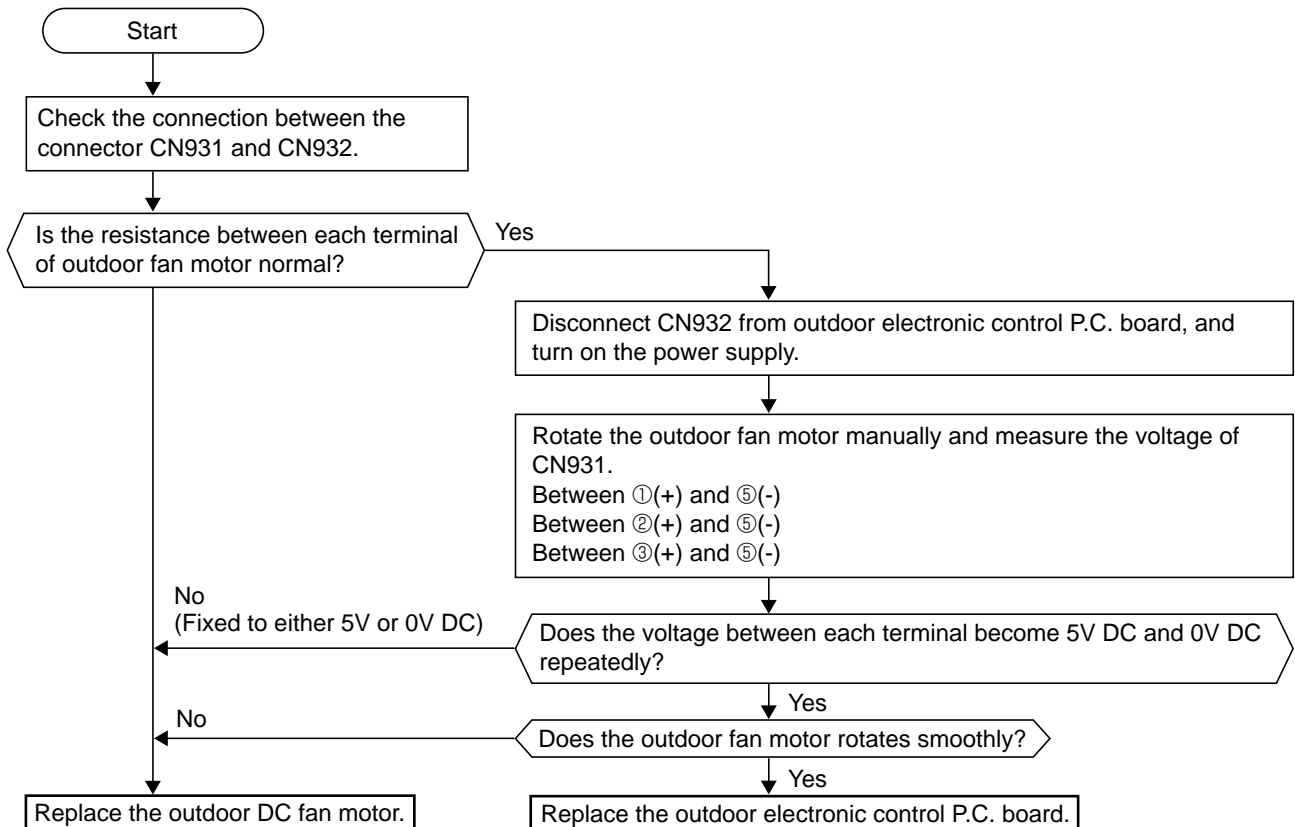 Start
Check the connection between the
connector CN931 and CN932.
Is the resistance between each terminal
of outdoor fan motor normal?
Yes
Disconnect CN932 from outdoor electronic control P.C. board, and
turn on the power supply.
Rotate the outdoor fan motor manually and measure the voltage of
CN931.
Between ①(+) and ⑤(-)
Between ②(+) and ⑤(-)
Between ③(+) and ⑤(-)
No
(Fixed to either 5V or 0V DC)
Does the voltage between each terminal become 5V DC and 0V DC
repeatedly?
Yes
No
Does the outdoor fan motor rotates smoothly?
Yes
Replace the outdoor DC fan motor.
Replace the outdoor electronic control P.C. board.